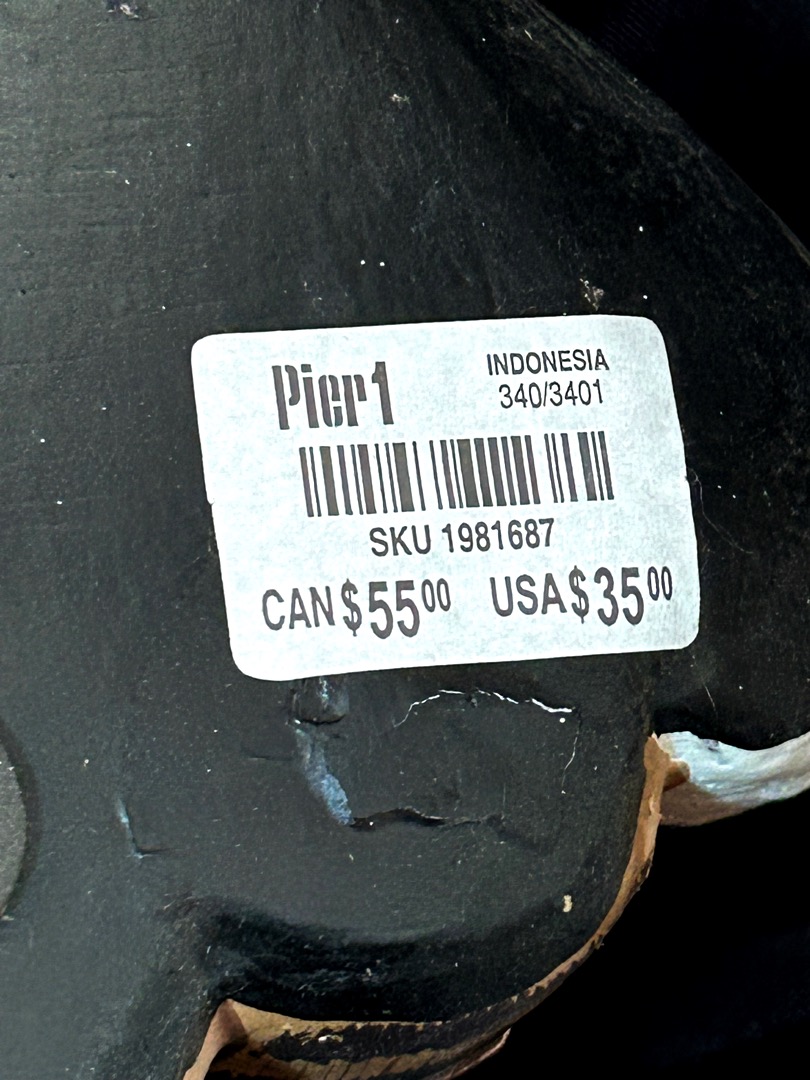 Pier1
INDONESIA
340/3401
SKU 1981687
CAN $55.00 USA $35.00